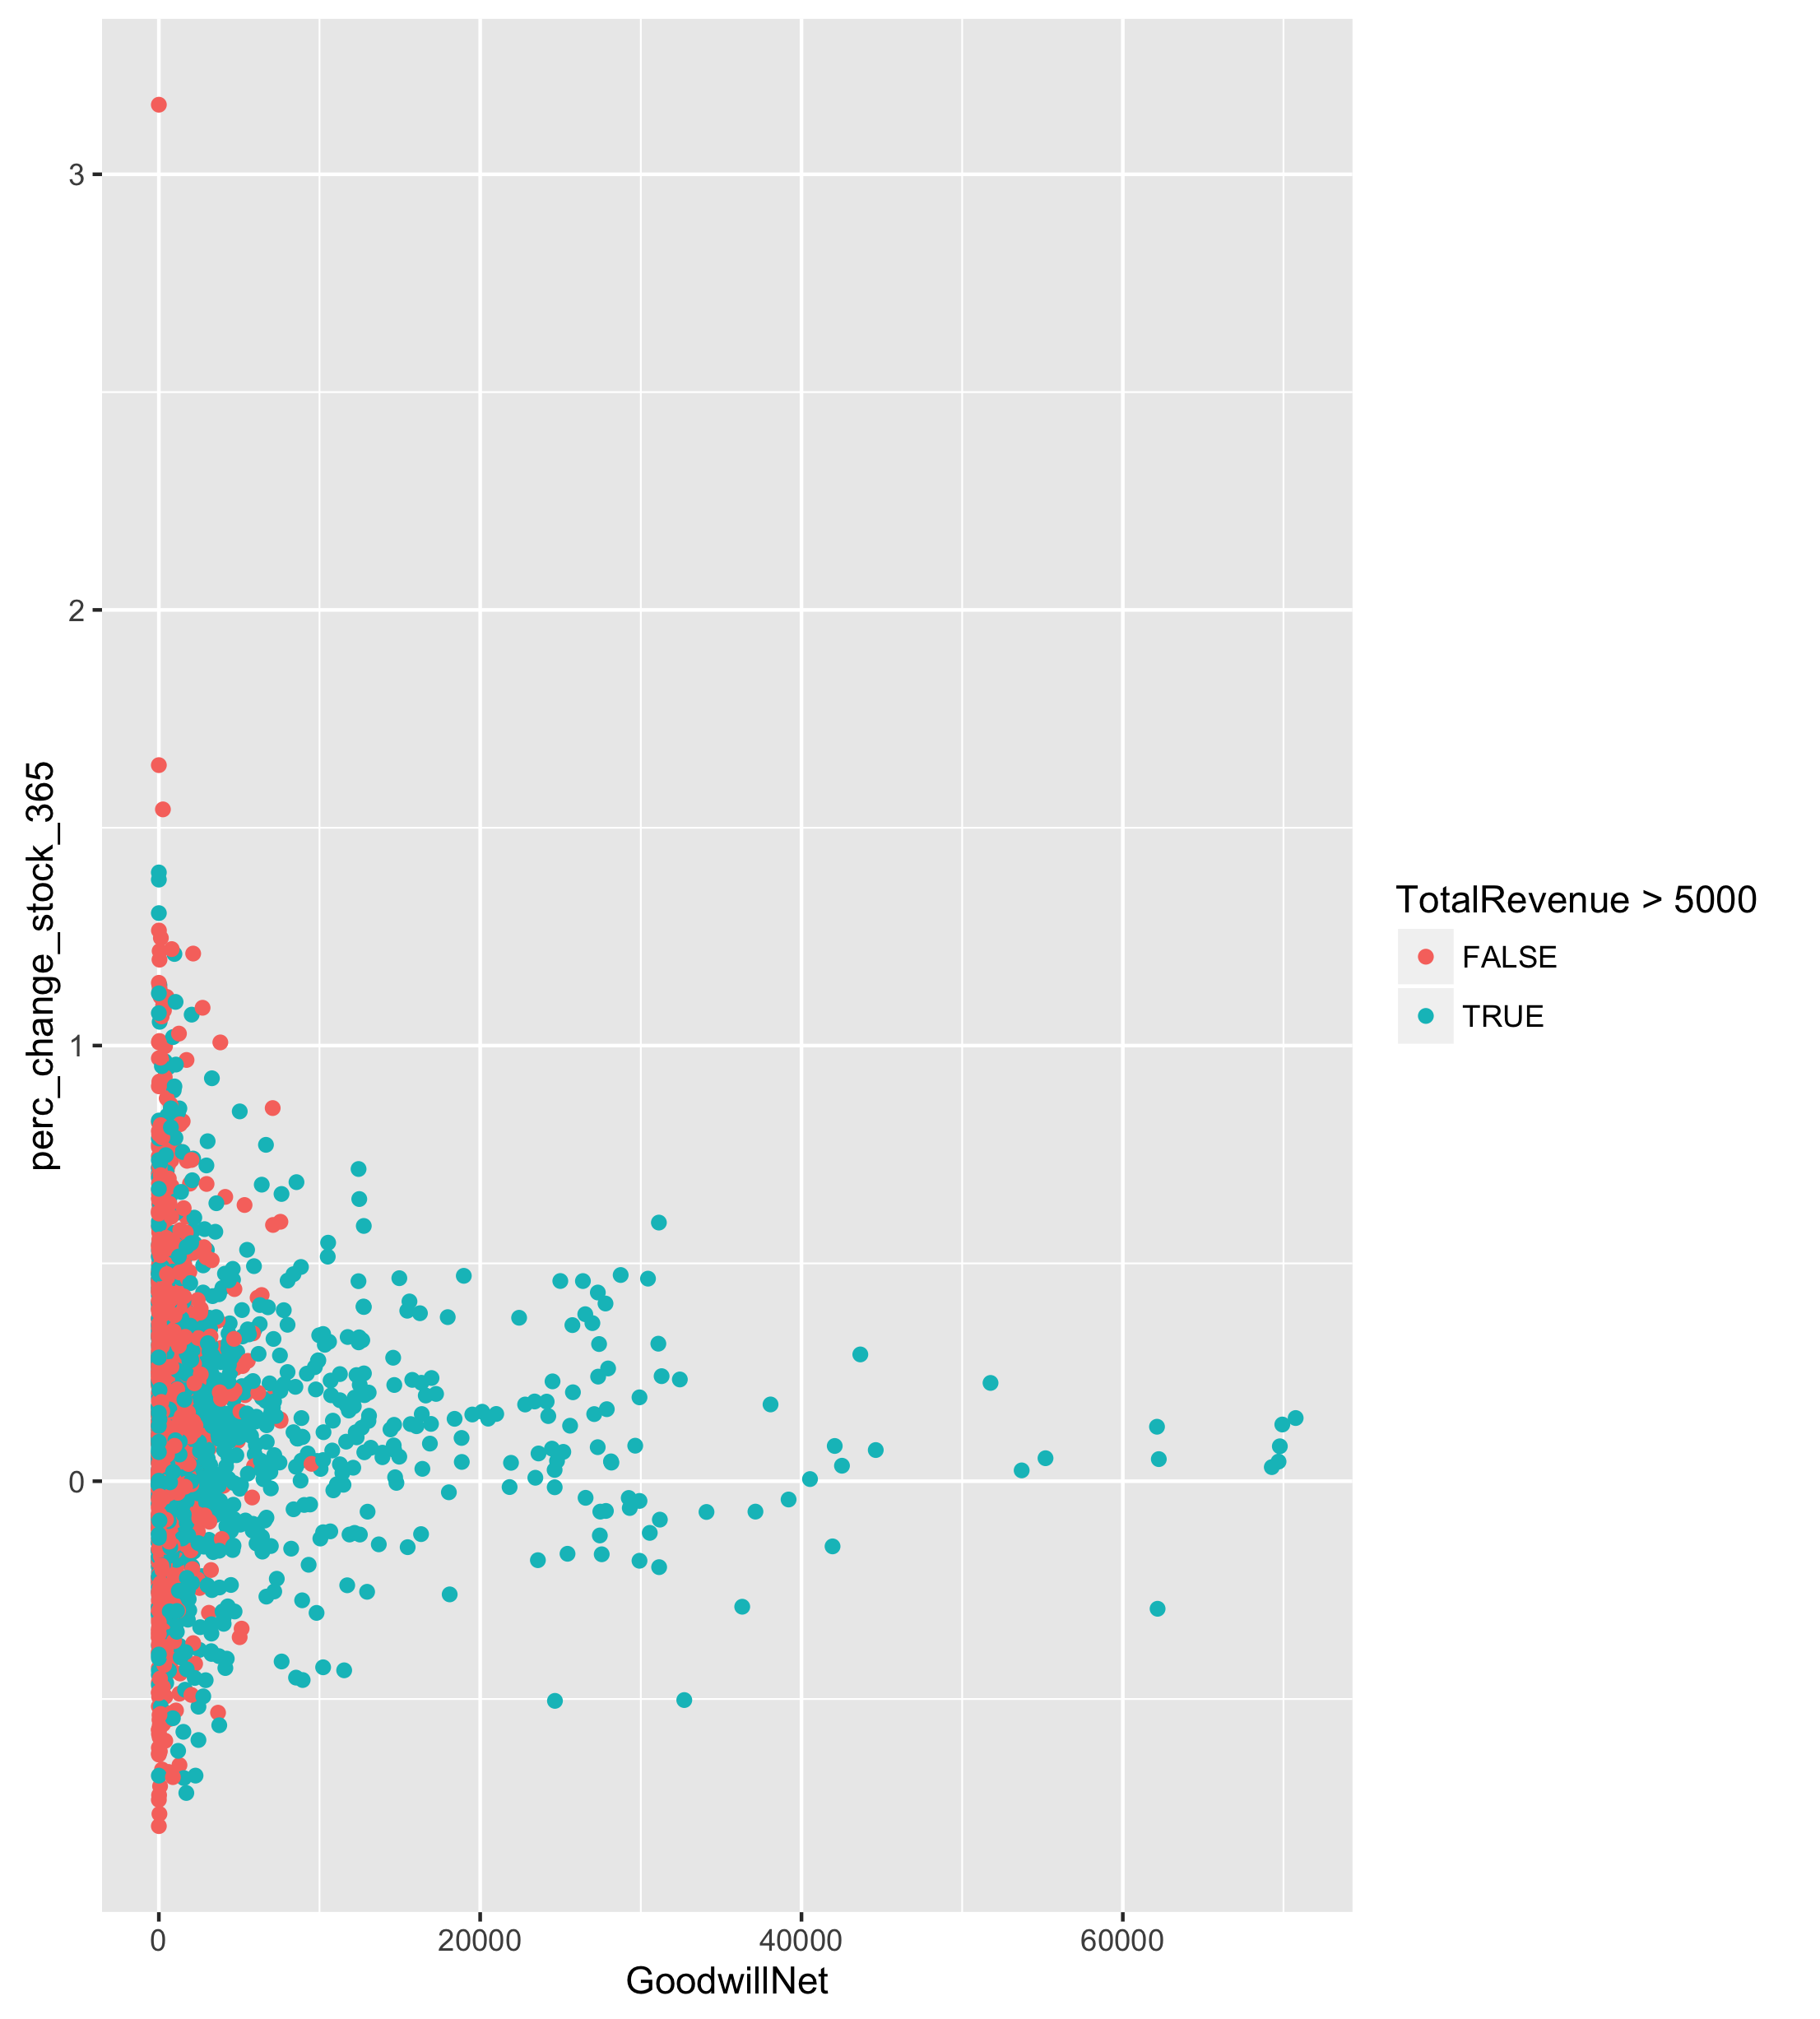 3
2
1
0
perc_change_stock_365
0
20000
40000
60000
GoodwillNet
TotalRevenue > 5000
FALSE
TRUE